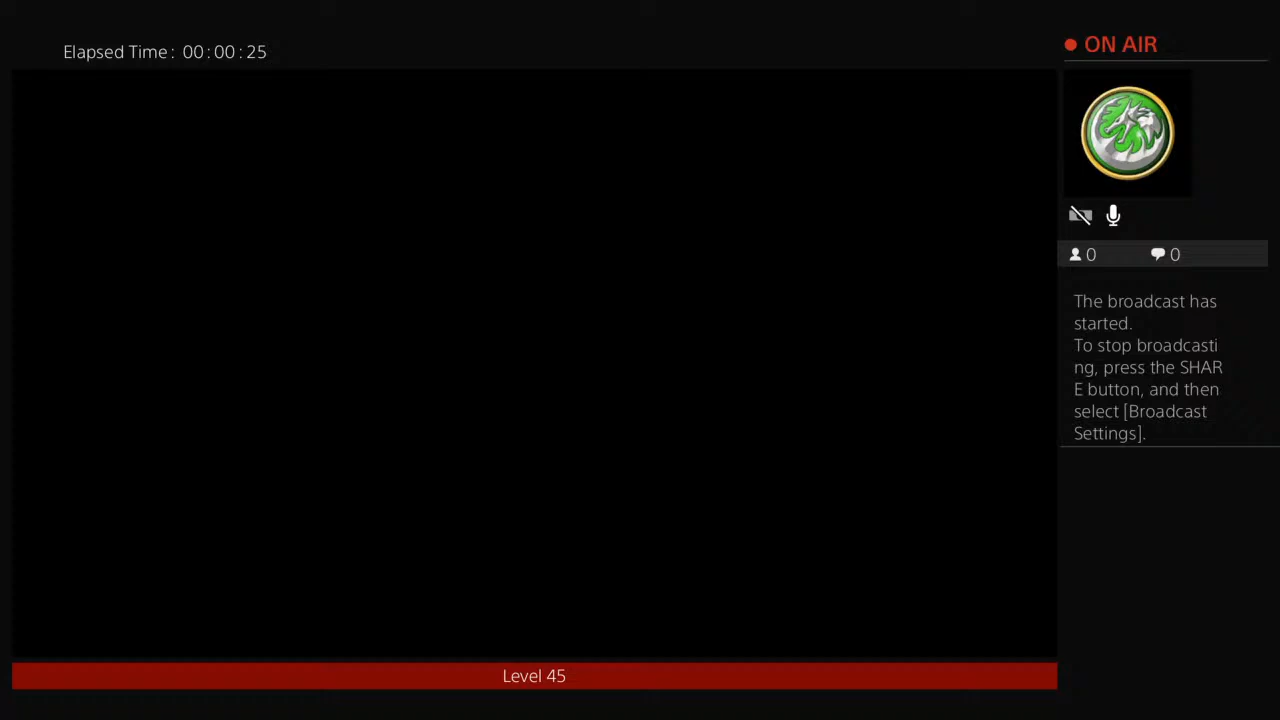 Elapsed Time: 00:00:25
ON AIR
0 0
The broadcast has
started.
To stop broadcasti
ng, press the SHAR
E button, and then
select [Broadcast
Settings].
Level 45